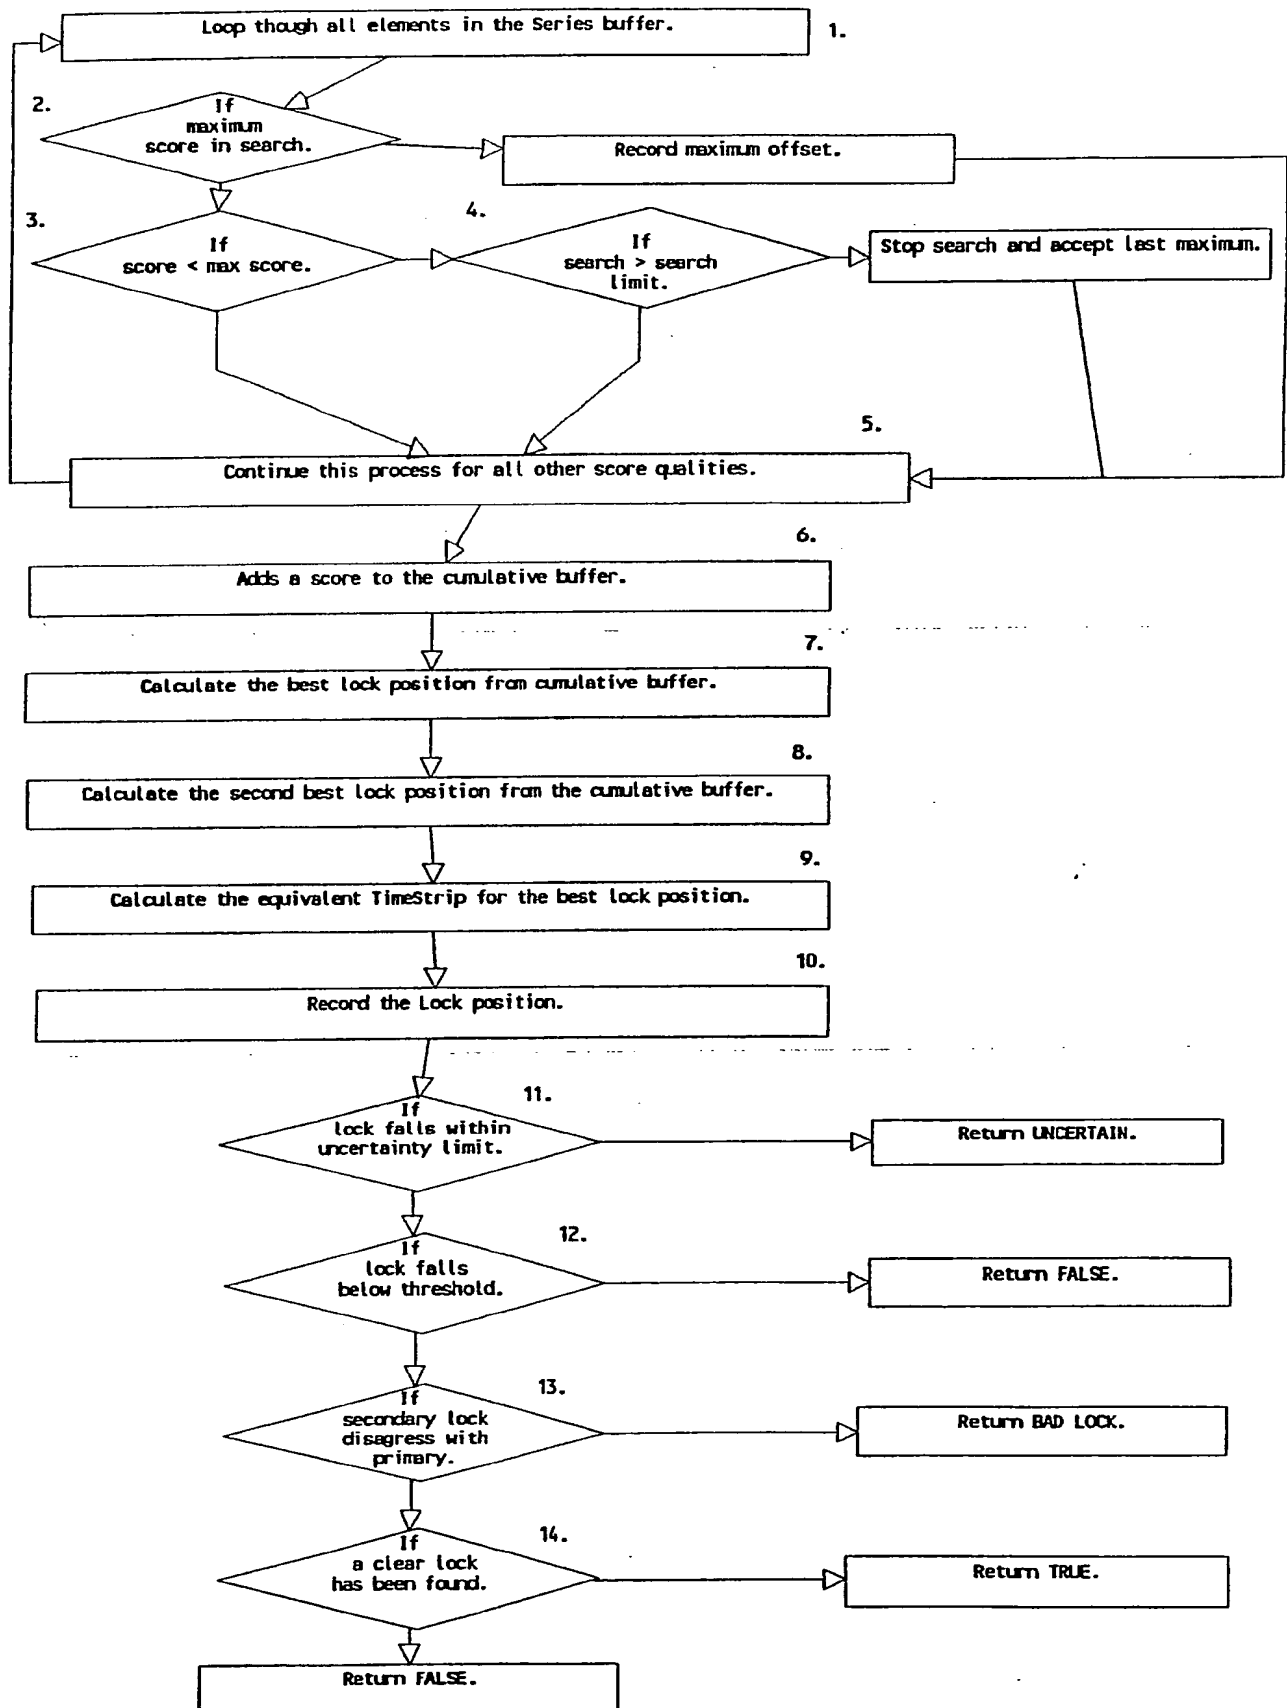 Loop though all elements in the Series buffer.
1.
2.
If
maximum
score in search.
Record maximum offset.
3.
If
score < max score.
4.
If
search > search
limit.
Stop search and accept last maximum.
5.
Continue this process for all other score qualities.
6.
Adds a score to the cumulative buffer.
7.
Calculate the best lock position from cumulative buffer.
8.
Calculate the second best lock position from the cumulative buffer.
9.
Calculate the equivalent TimeStrip for the best lock position.
10.
Record the Lock position.
11.
If
lock falls within
uncertainty limit.
Return UNCERTAIN.
12.
If
lock falls
below threshold.
Return FALSE.
13.
If
secondary lock
disagress with
primary.
Return BAD LOCK.
14.
If
a clear lock
has been found.
Return TRUE.
Return FALSE.